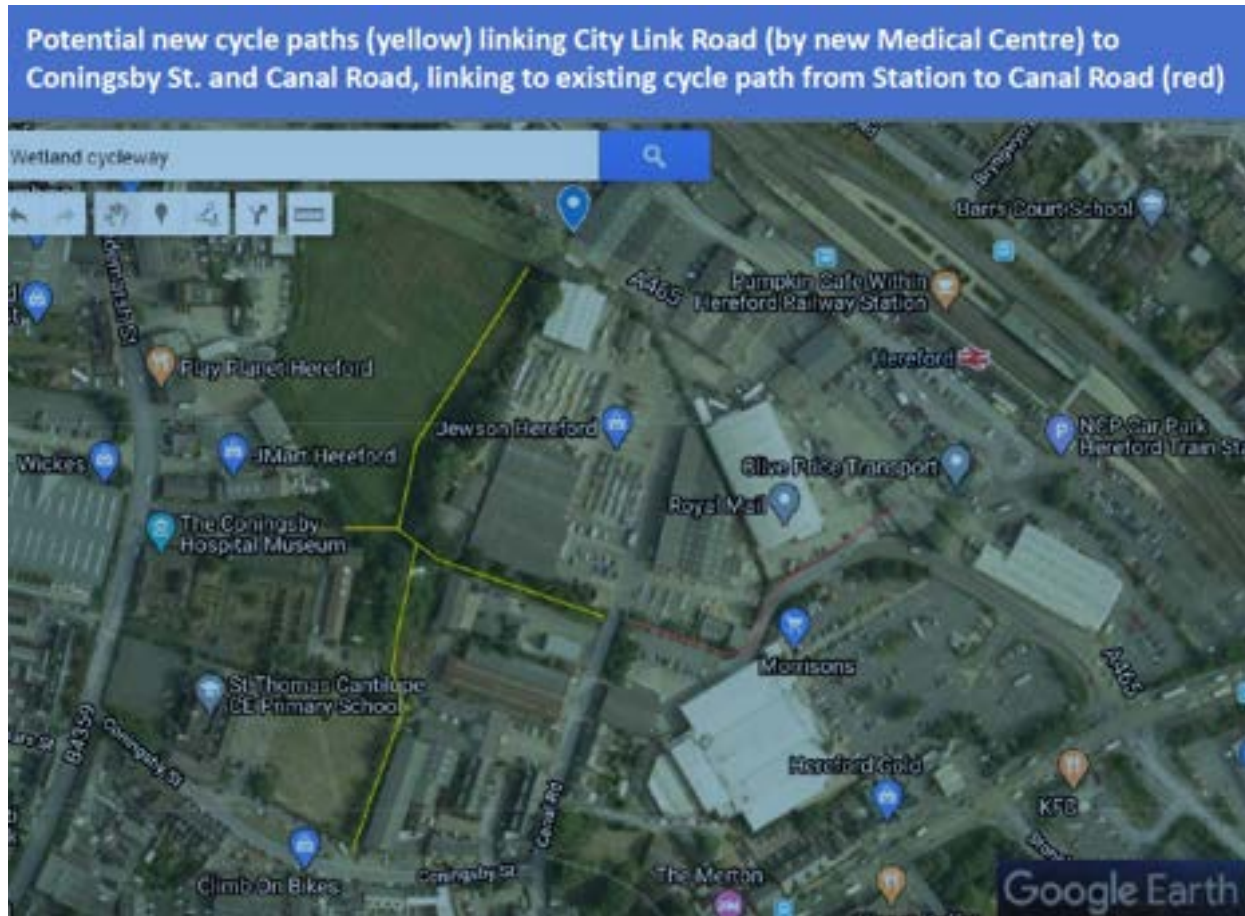 Potential new cycle paths (yellow) linking City Link Road (by new Medical Centre) to
Coningsby St. and Canal Road, linking to existing cycle path from Station to Canal Road (red)
Wetland cycleway
Barrs Court School
A465
Pumpkin Cafe Within
Hereford Railway Station
Hereford
Play Planet Hereford
Jewson Hereford
NCP Car Park
Hereford Train Sta
Wickes
JMart Hereford
Clive Price Transport
Royal Mail
The Coningsby
Hospital Museum
Morrisons
A465
St Thomas Cantilupe
CE Primary School
B4359
Coningsby St
Hereford Gold
KFC
Canal Rd
Climb On Bikes
Coningsby St
The Merton
Google Earth